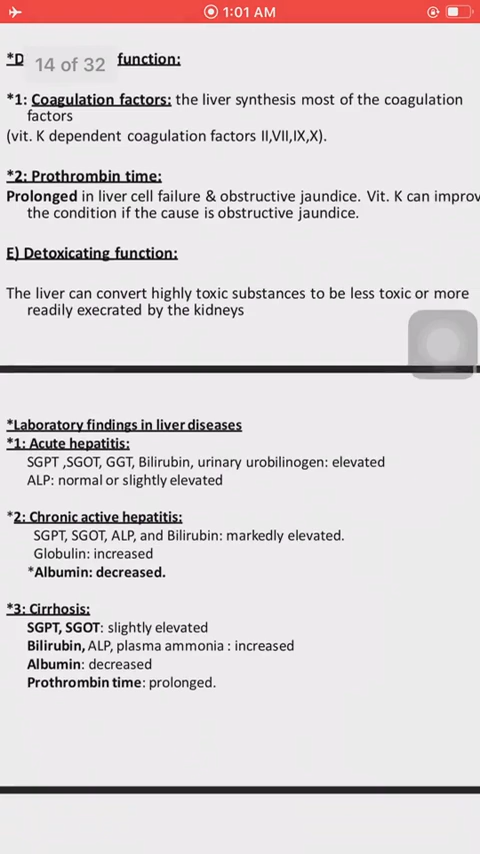 1:01 AM
*D
14 of 32
function:
*1: Coagulation factors: the liver synthesis most of the coagulation
factors
(vit. K dependent coagulation factors II,VII,IX,X).
*2: Prothrombin time:
Prolonged in liver cell failure & obstructive jaundice. Vit. K can improv
the condition if the cause is obstructive jaundice.
E) Detoxicating function:
The liver can convert highly toxic substances to be less toxic or more
readily execrated by the kidneys
*Laboratory findings in liver diseases
*1: Acute hepatitis:
SGPT ,SGOT, GGT, Bilirubin, urinary urobilinogen: elevated
ALP: normal or slightly elevated
*2: Chronic active hepatitis:
SGPT, SGOT, ALP, and Bilirubin: markedly elevated.
Globulin: increased
*Albumin: decreased.
*3: Cirrhosis:
SGPT, SGOT: slightly elevated
Bilirubin, ALP, plasma ammonia : increased
Albumin: decreased
Prothrombin time: prolonged.